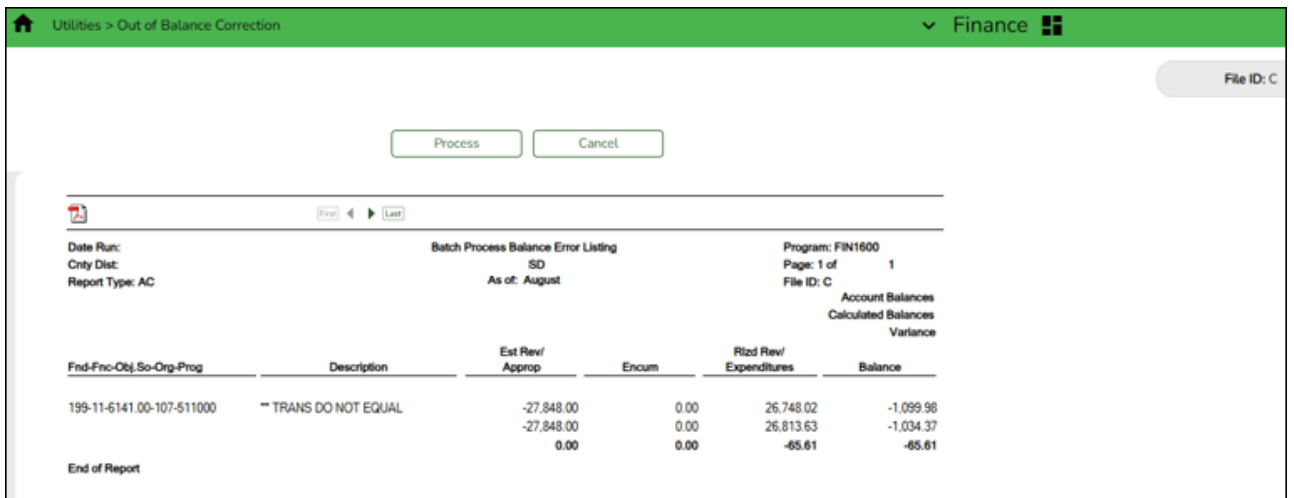 Utilities > Out of Balance Correction Finance
File ID: C
Process Cancel
First Last
Date Run: Batch Process Balance Error Listing Program: FIN1600
Cnty Dist: SD Page: 1 of 1
Report Type: AC As of: August File ID: C
Account Balances
Calculated Balances
Variance
Est Rev/ Rlzd Rev/
Fnd-Fnc-Obj.So-Org-Prog Description Approp Encum Expenditures Balance
199-11-6141.00-107-511000 ** TRANS DO NOT EQUAL -27,848.00 0.00 26,748.02 -1,099.98
-27,848.00 0.00 26,813.63 -1,034.37
0.00 0.00 -65.61 -65.61
End of Report